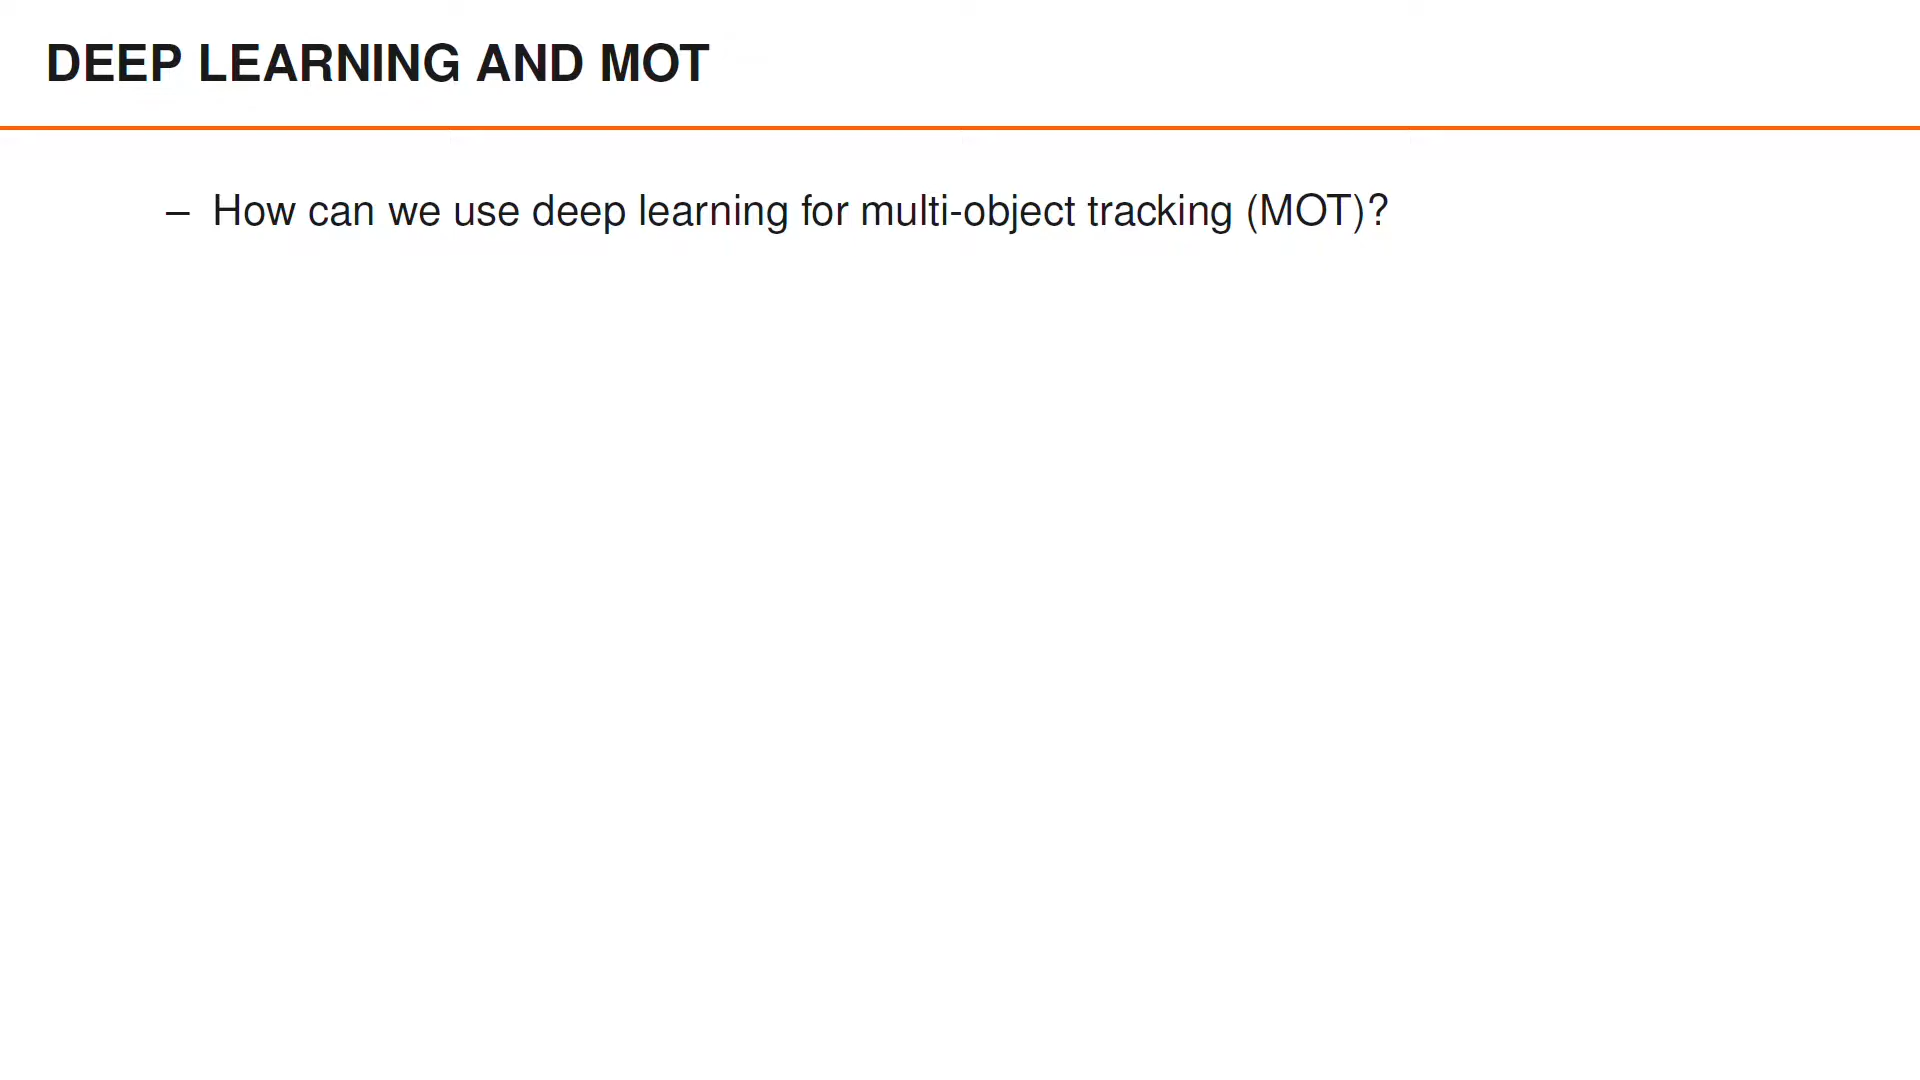 DEEP LEARNING AND MOT
– How can we use deep learning for multi-object tracking (MOT)?